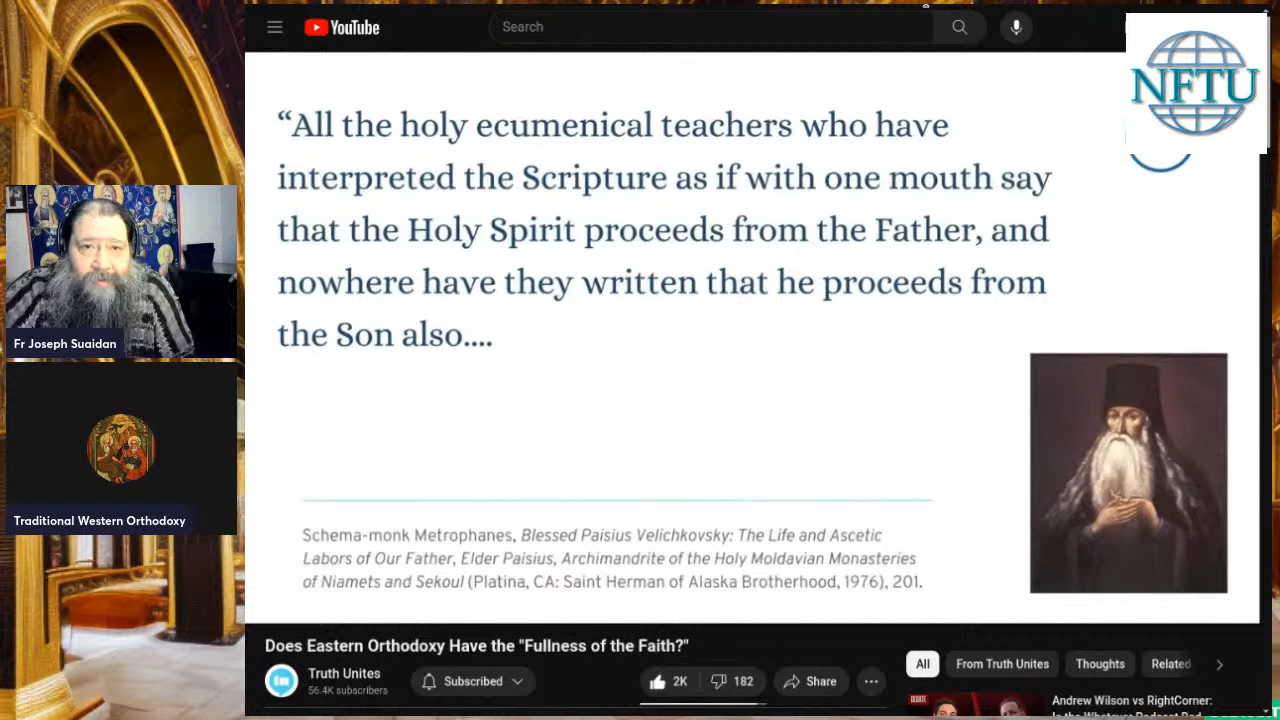 YouTube
Search
NFTU
“All the holy ecumenical teachers who have
interpreted the Scripture as if with one mouth say
that the Holy Spirit proceeds from the Father, and
nowhere have they written that he proceeds from
the Son also....
Fr Joseph Suaidan
Traditional Western Orthodoxy
Schema-monk Metrophanes, Blessed Paisius Velichkovsky: The Life and Ascetic
Labors of Our Father, Elder Paisius, Archimandrite of the Holy Moldavian Monasteries
of Niamets and Sekoul (Platina, CA: Saint Herman of Alaska Brotherhood, 1976), 201.
Does Eastern Orthodoxy Have the "Fullness of the Faith?"
Truth Unites
56.4K subscribers
Subscribed
2K
182
Share
All
From Truth Unites
Thoughts
Related
DEBATE
Andrew Wilson vs RightCorner: